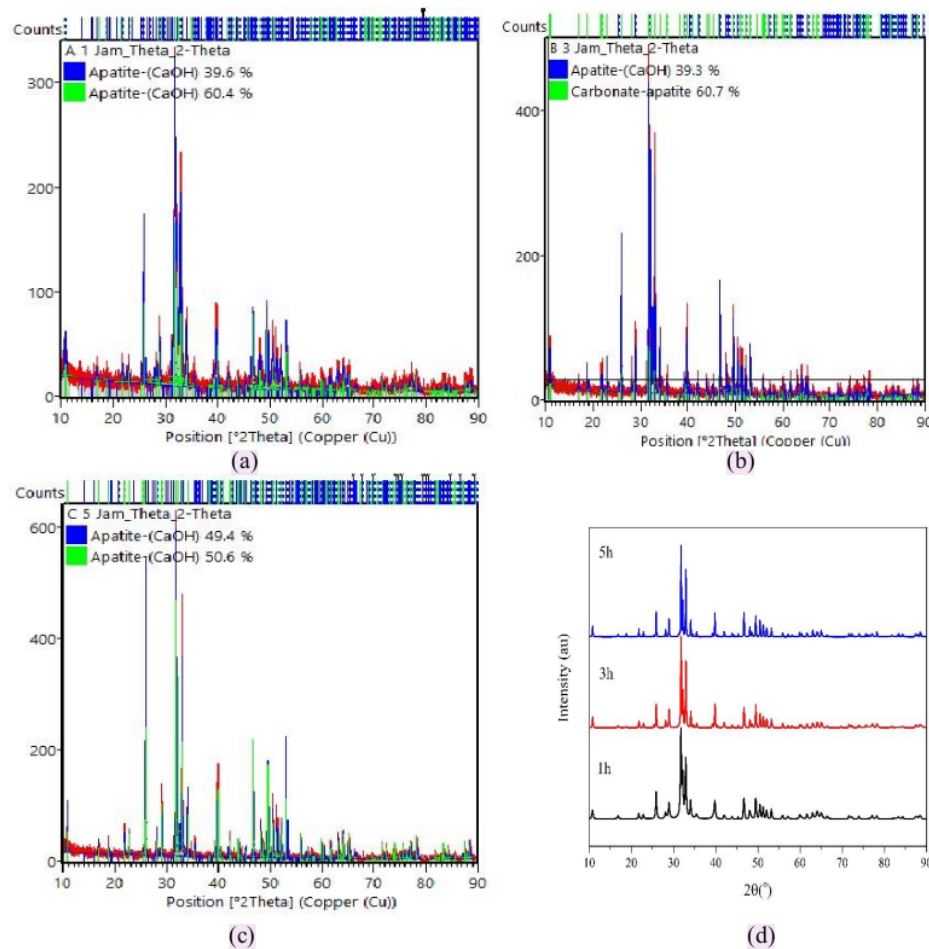 Counts
A 1 Jam_Theta_2-Theta
Apatite-(CaOH) 39.6 %
Apatite-(CaOH) 60.4 %
300
200
100
0
10 20 30 40 50 60 70 80 90
Position [°2Theta] (Copper (Cu))
(a)
Counts
B 3 Jam_Theta_2-Theta
Apatite-(CaOH) 39.3 %
Carbonate-apatite 60.7 %
400
200
0
10 20 30 40 50 60 70 80 90
Position [°2Theta] (Copper (Cu))
(b)
Counts
C 5 Jam_Theta_2-Theta
Apatite-(CaOH) 49.4 %
Apatite-(CaOH) 50.6 %
600
400
200
0
10 20 30 40 50 60 70 80 90
Position [°2Theta] (Copper (Cu))
(c)
Intensity (au)
5h
3h
1h
10 20 30 40 50 60 70 80 90
2θ(°)
(d)